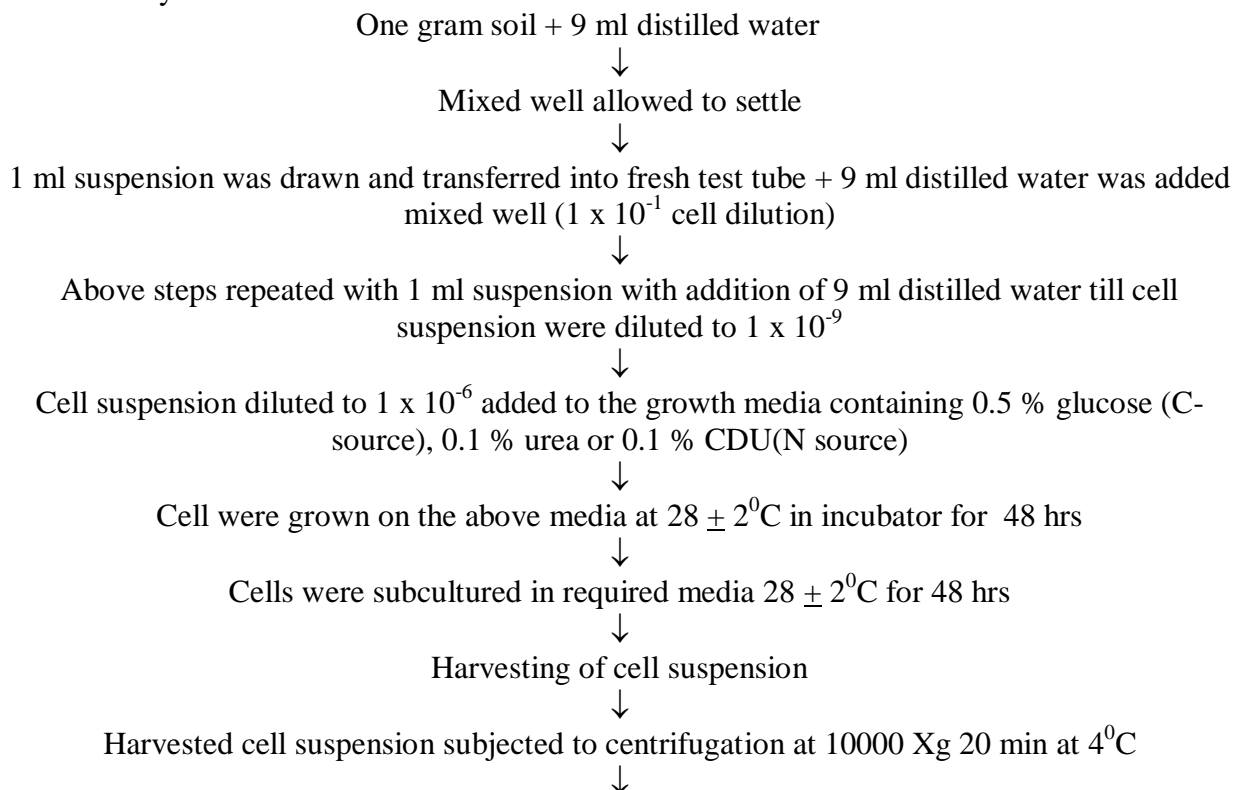 One gram soil + 9 ml distilled water
↓
Mixed well allowed to settle
↓
1 ml suspension was drawn and transferred into fresh test tube + 9 ml distilled water was added
mixed well (1 x 10⁻¹ cell dilution)
↓
Above steps repeated with 1 ml suspension with addition of 9 ml distilled water till cell
suspension were diluted to 1 x 10⁻⁹
↓
Cell suspension diluted to 1 x 10⁻⁶ added to the growth media containing 0.5 % glucose (C-
source), 0.1 % urea or 0.1 % CDU(N source)
↓
Cell were grown on the above media at 28 ± 2⁰C in incubator for 48 hrs
↓
Cells were subcultured in required media 28 ± 2⁰C for 48 hrs
↓
Harvesting of cell suspension
↓
Harvested cell suspension subjected to centrifugation at 10000 Xg 20 min at 4⁰C
↓